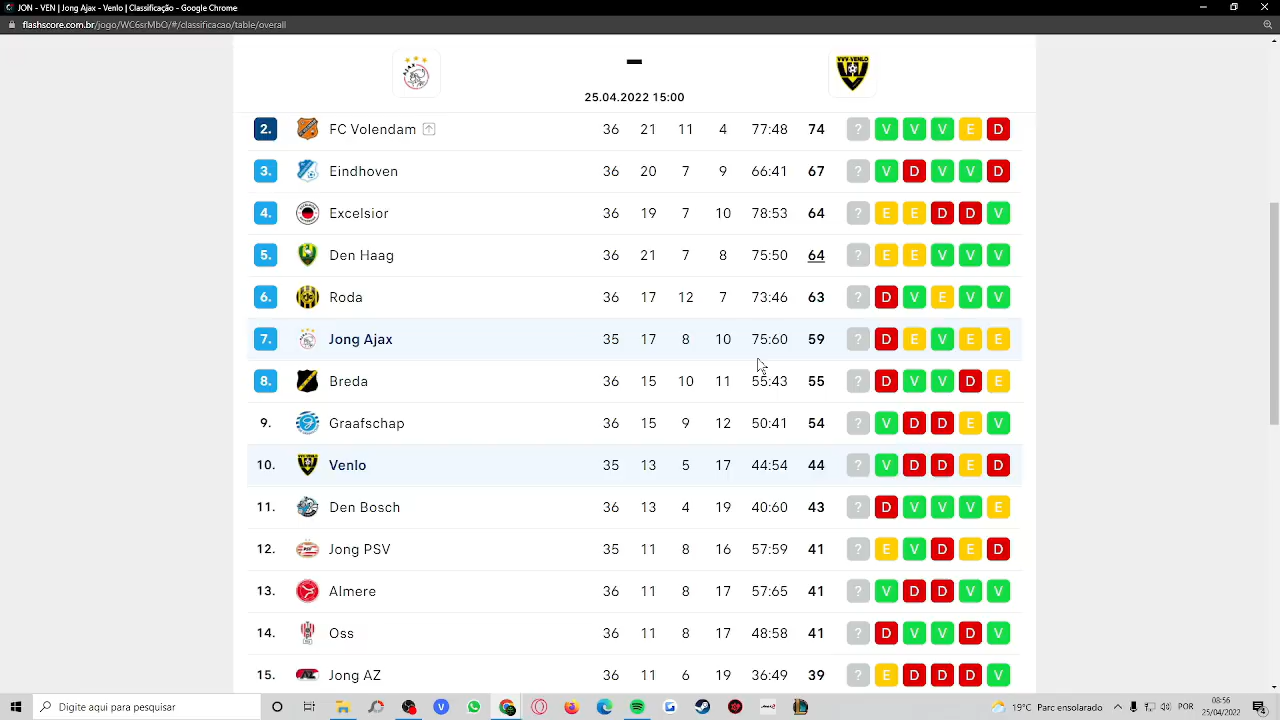 JON - VEN | Jong Ajax - Venlo | Classificação - Google Chrome
flashscore.com.br/jogo/WC6srMbO/#/classificacao/table/overall
AJAX VVV-VENLO
-
25.04.2022 15:00
2. FC Volendam 36 21 11 4 77:48 74 ? V V V E D
3. Eindhoven 36 20 7 9 66:41 67 ? V D V V D
4. Excelsior 36 19 7 10 78:53 64 ? E E D D V
5. Den Haag 36 21 7 8 75:50 64 ? E E V V V
6. Roda 36 17 12 7 73:46 63 ? D V E V V
7. Jong Ajax 35 17 8 10 75:60 59 ? D E V E E
8. Breda 36 15 10 11 55:43 55 ? D V V D E
9. Graafschap 36 15 9 12 50:41 54 ? V D D E V
10. Venlo 35 13 5 17 44:54 44 ? V D D E D
11. Den Bosch 36 13 4 19 40:60 43 ? D V V V E
12. Jong PSV 35 11 8 16 57:59 41 ? E V D E D
13. Almere 36 11 8 17 57:65 41 ? V D D V V
14. Oss 36 11 8 17 48:58 41 ? D V V D V
15. Jong AZ 36 11 6 19 36:49 39 ? E D D D V
Digite aqui para pesquisar 19°C Parc ensolarado POR 08:56
25/04/2022